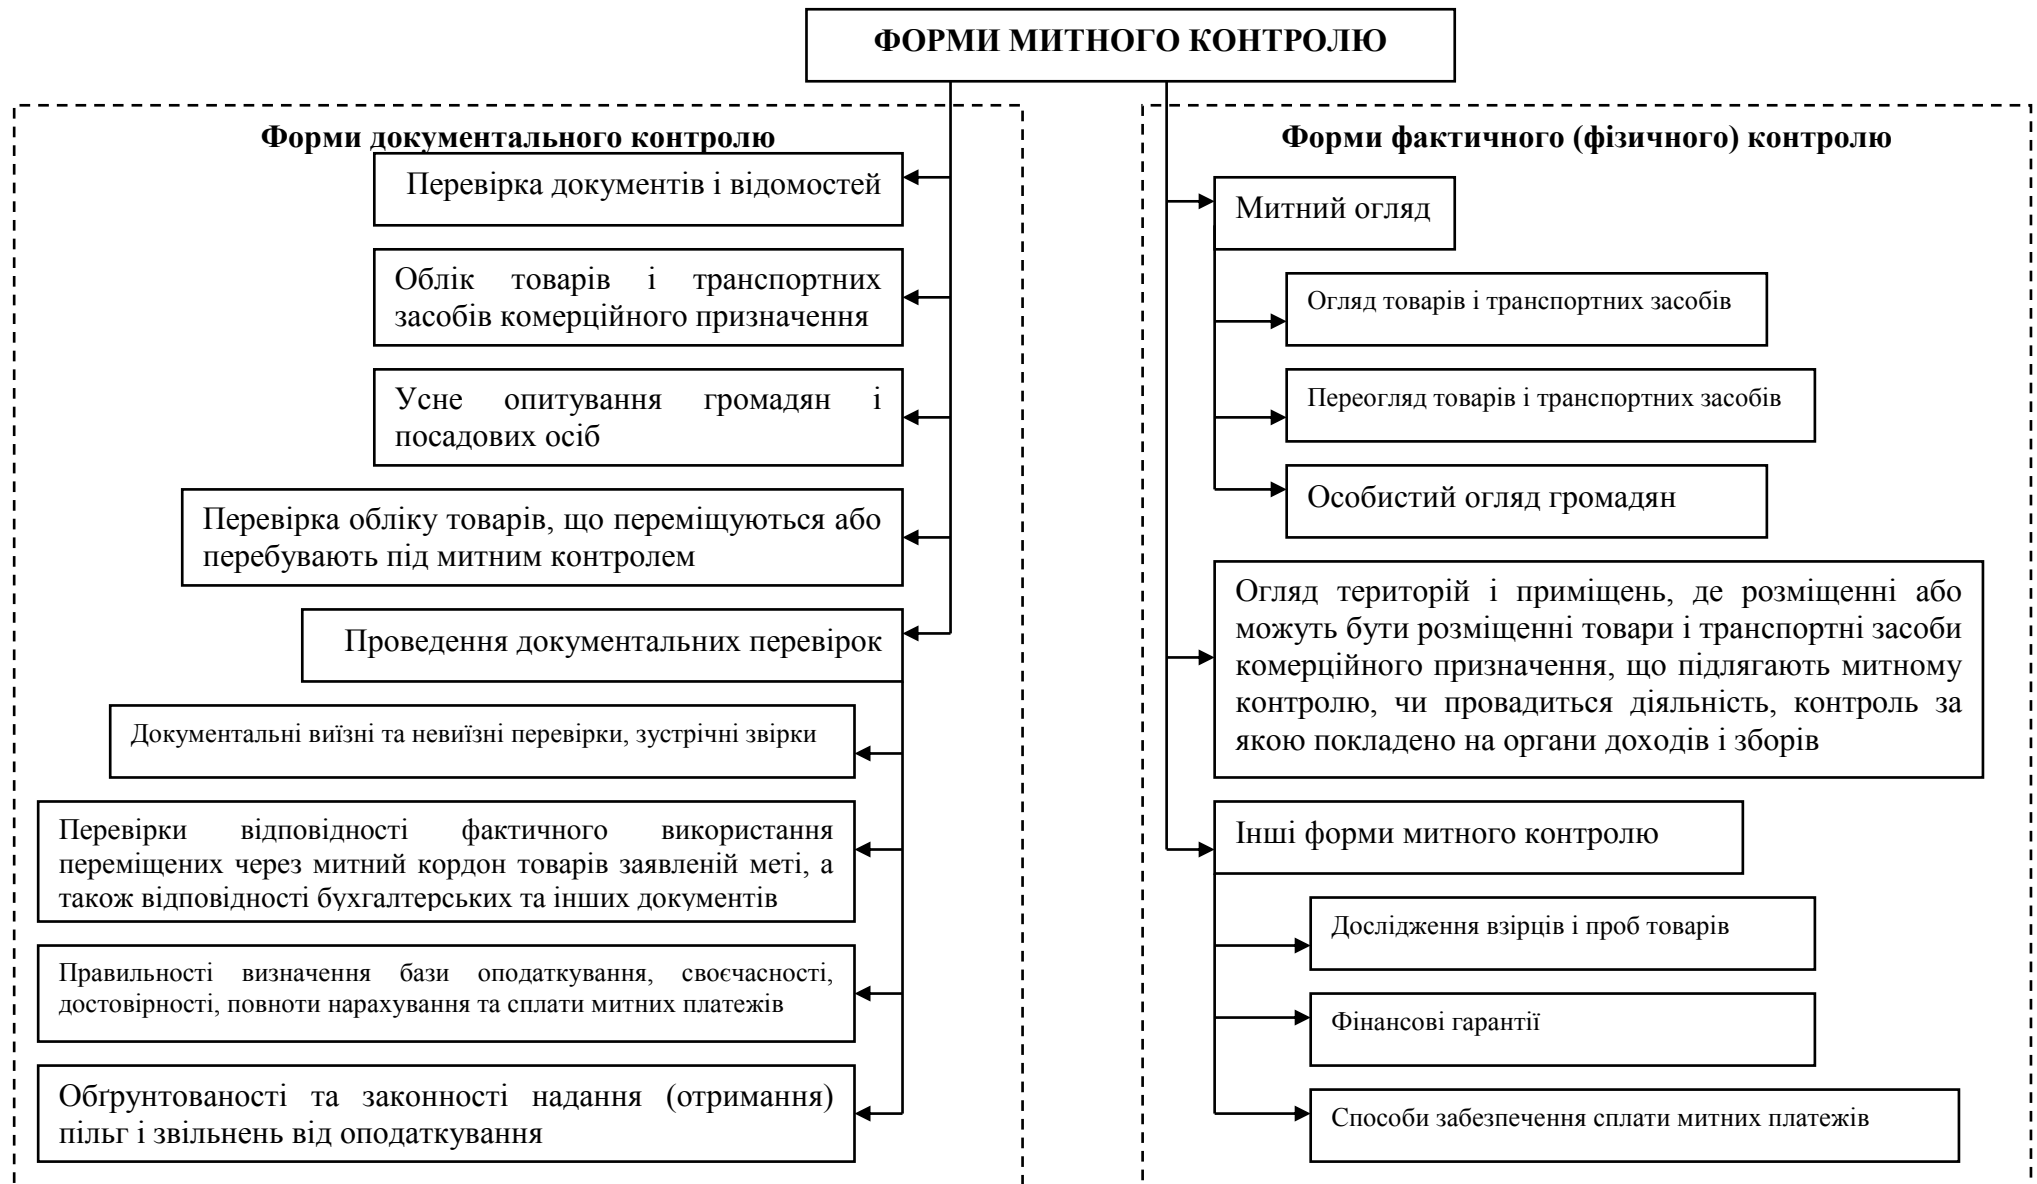 ФОРМИ МИТНОГО КОНТРОЛЮ
Форми документального контролю
Перевірка документів і відомостей
Облік товарів і транспортних
засобів комерційного призначення
Усне опитування громадян і
посадових осіб
Перевірка обліку товарів, що переміщуються або
перебувають під митним контролем
Проведення документальних перевірок
Документальні виїзні та невиїзні перевірки, зустрічні звірки
Перевірки відповідності фактичного використання
переміщених через митний кордон товарів заявленій меті, а
також відповідності бухгалтерських та інших документів
Правильності визначення бази оподаткування, своєчасності,
достовірності, повноти нарахування та сплати митних платежів
Обґрунтованості та законності надання (отримання)
пільг і звільнень від оподаткування
Форми фактичного (фізичного) контролю
Митний огляд
Огляд товарів і транспортних засобів
Переогляд товарів і транспортних засобів
Особистий огляд громадян
Огляд територій і приміщень, де розміщенні або
можуть бути розміщенні товари і транспортні засоби
комерційного призначення, що підлягають митному
контролю, чи провадиться діяльність, контроль за
якою покладено на органи доходів і зборів
Інші форми митного контролю
Дослідження взірців і проб товарів
Фінансові гарантії
Способи забезпечення сплати митних платежів